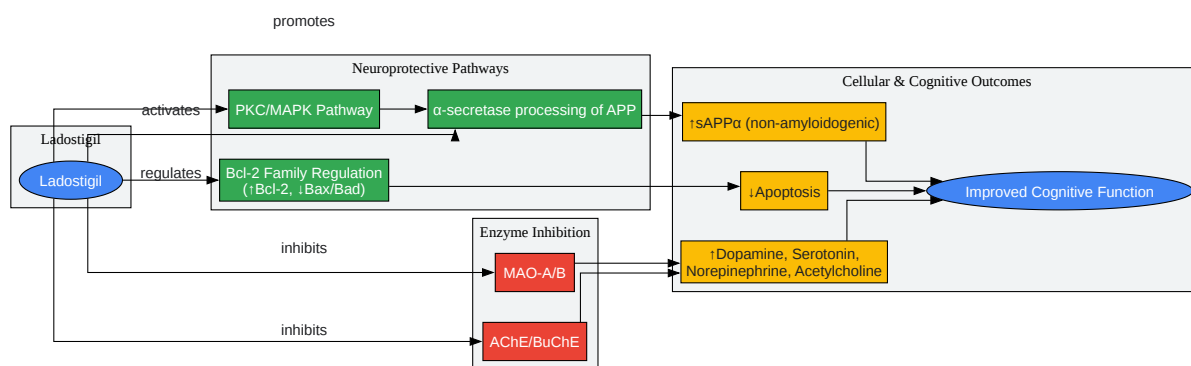 promotes
Neuroprotective Pathways
Cellular & Cognitive Outcomes
activates
PKC/MAPK Pathway
α-secretase processing of APP
↑sAPPα (non-amyloidogenic)
Ladostigil
Ladostigil
regulates
Bcl-2 Family Regulation
(↑Bcl-2, ↓Bax/Bad)
↓Apoptosis
Improved Cognitive Function
Enzyme Inhibition
inhibits
MAO-A/B
↑Dopamine, Serotonin,
Norepinephrine, Acetylcholine
inhibits
AChE/BuChE